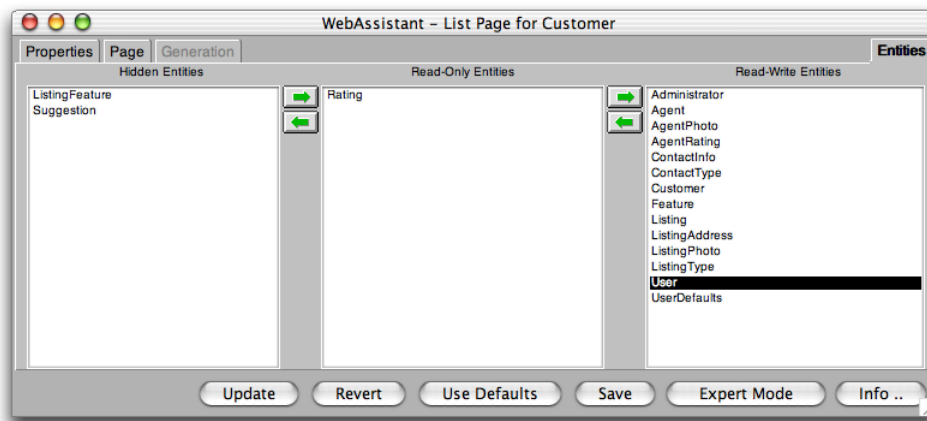 WebAssistant – List Page for Customer
Properties Page Generation Entities
Hidden Entities Read-Only Entities Read-Write Entities
ListingFeature
Suggestion
Rating
Administrator
Agent
AgentPhoto
AgentRating
ContactInfo
ContactType
Customer
Feature
Listing
ListingAddress
ListingPhoto
ListingType
User
UserDefaults
Update Revert Use Defaults Save Expert Mode Info ..